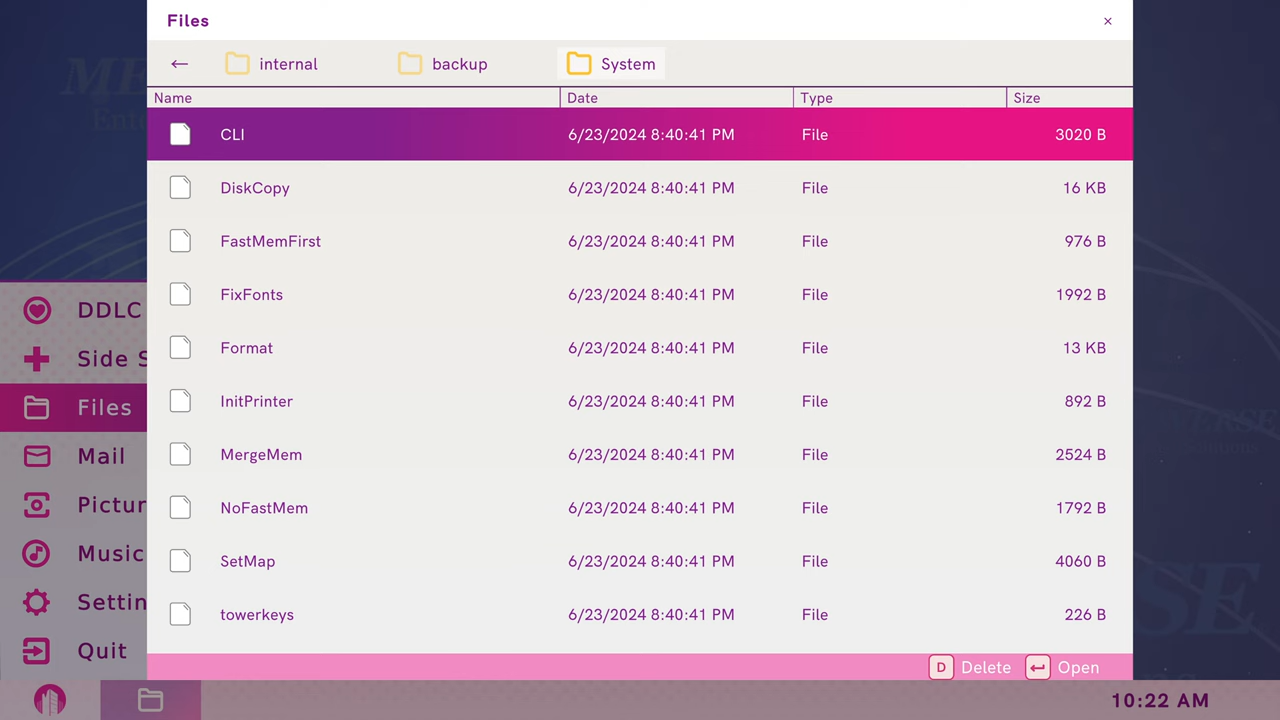 Files ×
← internal backup System
Name Date Type Size
CLI 6/23/2024 8:40:41 PM File 3020 B
DiskCopy 6/23/2024 8:40:41 PM File 16 KB
FastMemFirst 6/23/2024 8:40:41 PM File 976 B
FixFonts 6/23/2024 8:40:41 PM File 1992 B
Format 6/23/2024 8:40:41 PM File 13 KB
InitPrinter 6/23/2024 8:40:41 PM File 892 B
MergeMem 6/23/2024 8:40:41 PM File 2524 B
NoFastMem 6/23/2024 8:40:41 PM File 1792 B
SetMap 6/23/2024 8:40:41 PM File 4060 B
towerkeys 6/23/2024 8:40:41 PM File 226 B
D Delete ↵ Open
DDLC
Side S
Files
Mail
Pictur
Music
Settin
Quit
10:22 AM